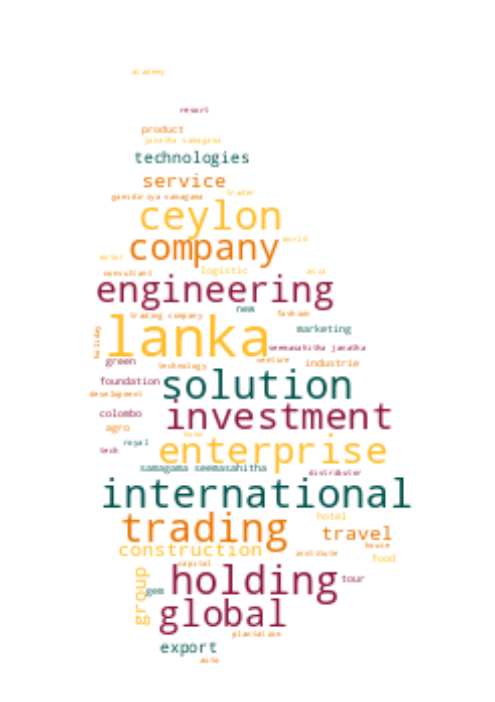 academy
resort
product
janatha samagama
technologies
service
gamidiriya samagama
trader
ceylon
company
world
motor
consultant
logistic
asia
engineering
new
trading company
fashion
lanka
holiday
marketing
seemasahitha janatha
green
technology
venture
industrie
foundation
solution
development
colombo
investment
agro
royal
tech
enterprise
samagama seemasahitha
distributor
international
trading
hotel
travel
construction
house
institute
food
capital
group
gem
holding
tour
global
plantation
export
auto